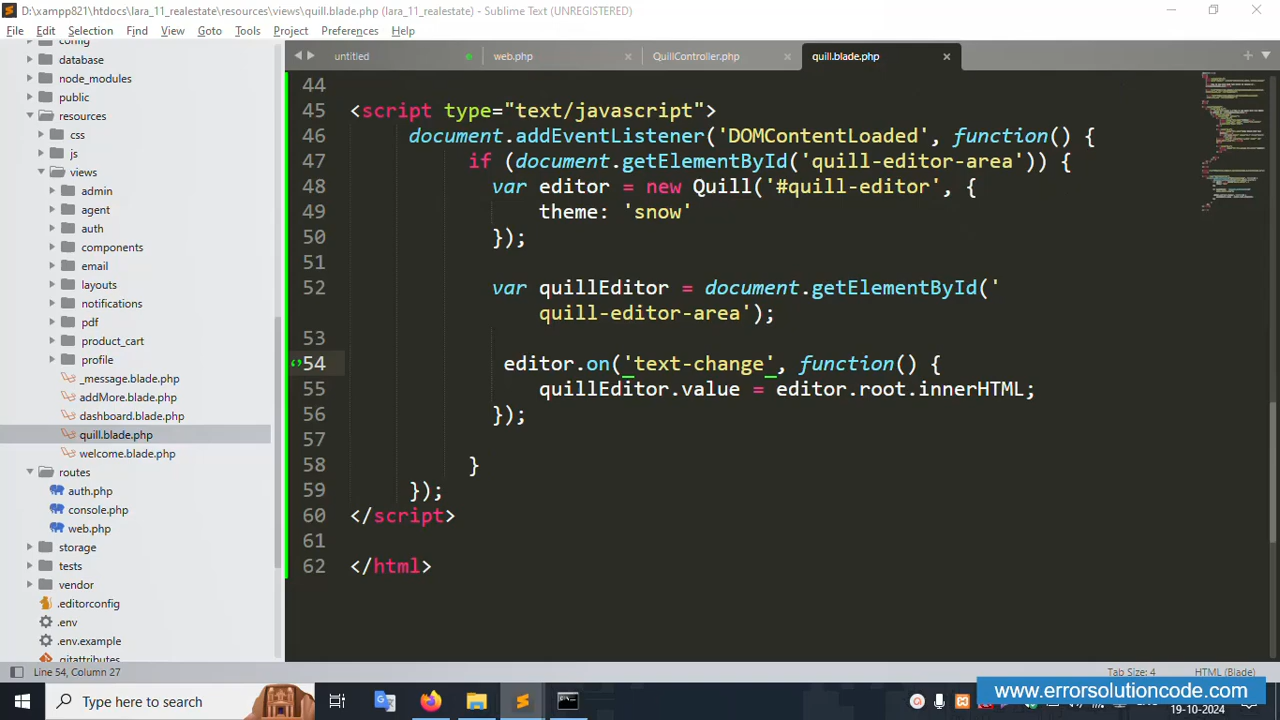 D:\xampp821\htdocs\lara_11_realestate\resources\views\quill.blade.php (lara_11_realestate) - Sublime Text (UNREGISTERED)
File Edit Selection Find View Goto Tools Project Preferences Help
untitled web.php QuillController.php quill.blade.php
config
database
node_modules
public
resources
css
js
views
admin
agent
auth
components
email
layouts
notifications
pdf
product_cart
profile
_message.blade.php
addMore.blade.php
dashboard.blade.php
quill.blade.php
welcome.blade.php
routes
auth.php
console.php
web.php
storage
tests
vendor
.editorconfig
.env
.env.example
.gitattributes
44
45 <script type="text/javascript">
46 document.addEventListener('DOMContentLoaded', function() {
47 if (document.getElementById('quill-editor-area')) {
48 var editor = new Quill('#quill-editor', {
49 theme: 'snow'
50 });
51
52 var quillEditor = document.getElementById('
quill-editor-area');
53
54 editor.on('text-change', function() {
55 quillEditor.value = editor.root.innerHTML;
56 });
57
58 }
59 });
60 </script>
61
62 </html>
Line 54, Column 27 Tab Size: 4 HTML (Blade)
Type here to search
www.errorsolutioncode.com
19-10-2024